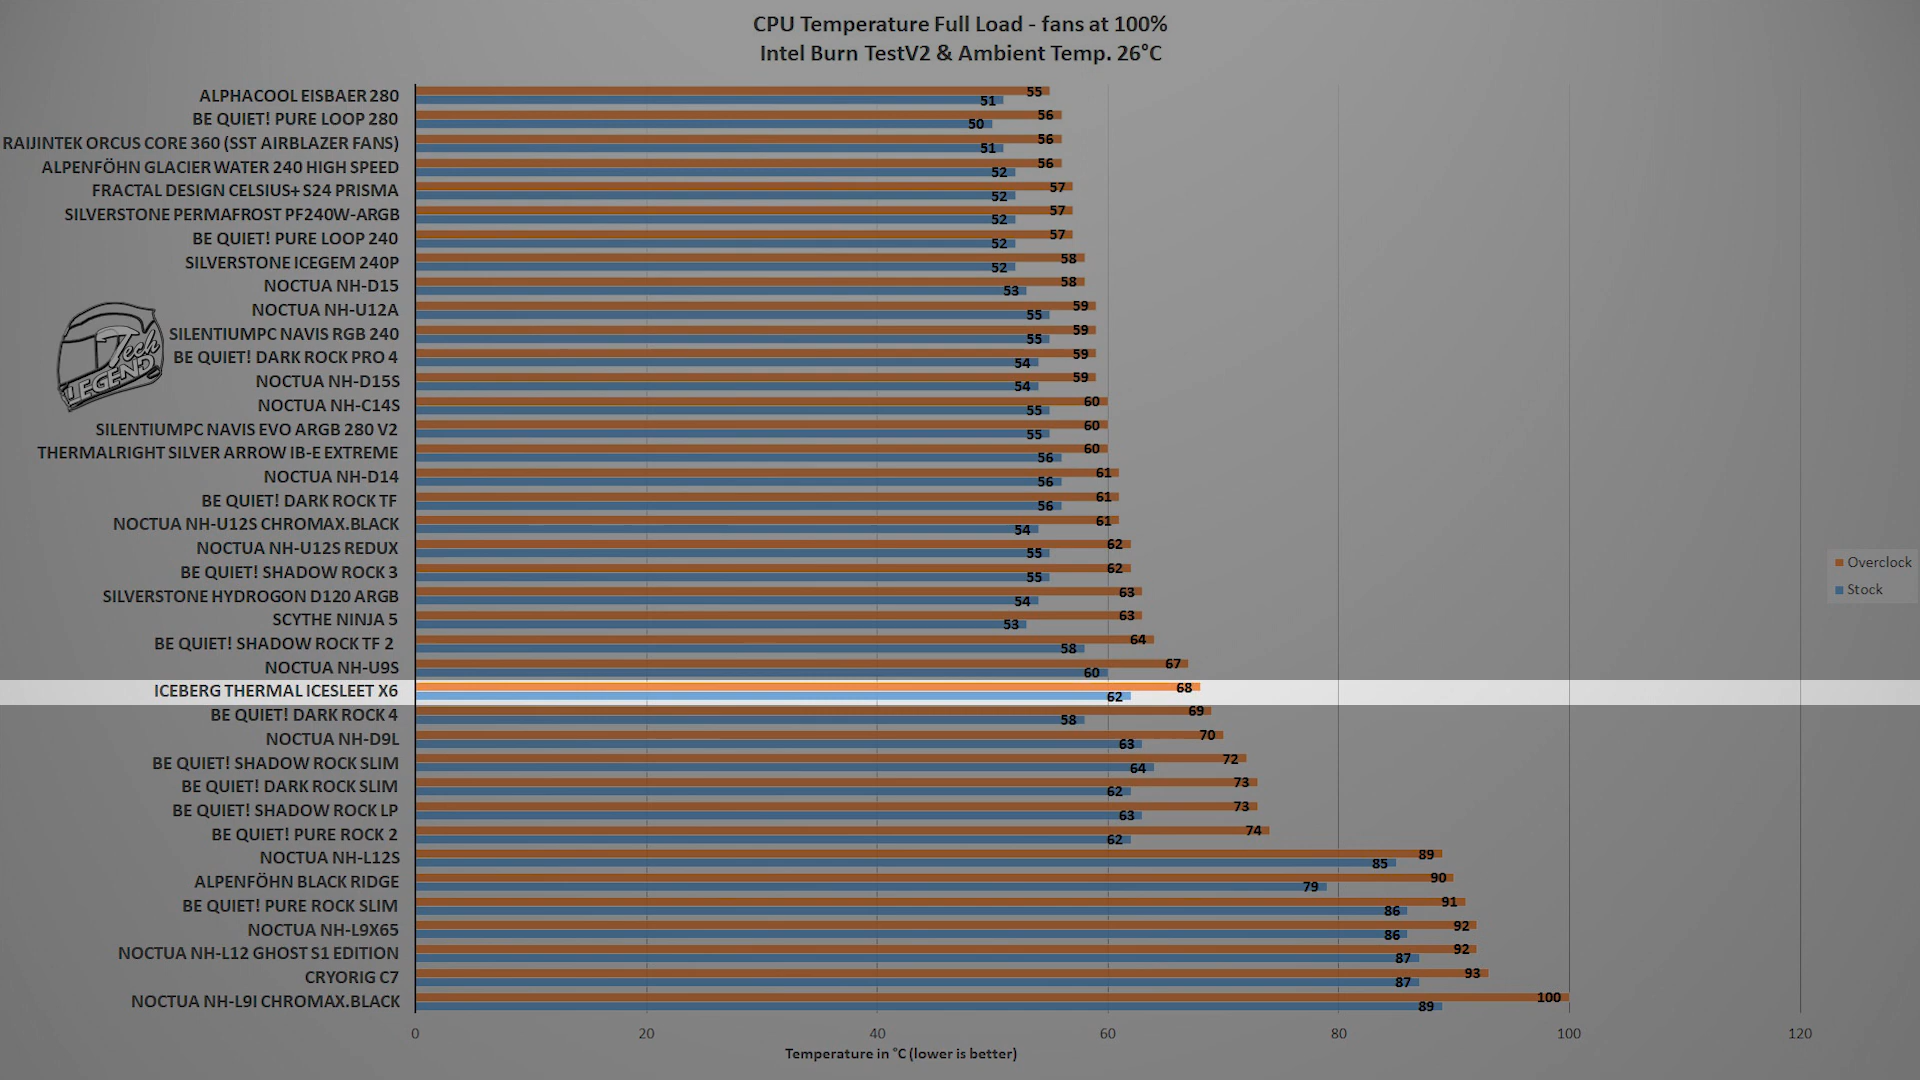 CPU Temperature Full Load - fans at 100%
Intel Burn TestV2 & Ambient Temp. 26°C
ALPHACOOL EISBAER 280 55 51
BE QUIET! PURE LOOP 280 56 50
RAIJINTEK ORCUS CORE 360 (SST AIRBLAZER FANS) 56 51
ALPENFÖHN GLACIER WATER 240 HIGH SPEED 56 52
FRACTAL DESIGN CELSIUS+ S24 PRISMA 57 52
SILVERSTONE PERMAFROST PF240W-ARGB 57 52
BE QUIET! PURE LOOP 240 57 52
SILVERSTONE ICEGEM 240P 58 52
NOCTUA NH-D15 58 53
NOCTUA NH-U12A 59 55
SILENTIUMPC NAVIS RGB 240 59 55
BE QUIET! DARK ROCK PRO 4 59 54
NOCTUA NH-D15S 59 54
NOCTUA NH-C14S 60 55
SILENTIUMPC NAVIS EVO ARGB 280 V2 60 55
THERMALRIGHT SILVER ARROW IB-E EXTREME 60 56
NOCTUA NH-D14 61 56
BE QUIET! DARK ROCK TF 61 56
NOCTUA NH-U12S CHROMAX.BLACK 61 54
NOCTUA NH-U12S REDUX 62 55
BE QUIET! SHADOW ROCK 3 62 55
SILVERSTONE HYDROGON D120 ARGB 63 54
SCYTHE NINJA 5 63 53
BE QUIET! SHADOW ROCK TF 2 64 58
NOCTUA NH-U9S 67 60
ICEBERG THERMAL ICESLEET X6 68 62
BE QUIET! DARK ROCK 4 69 58
NOCTUA NH-D9L 70 63
BE QUIET! SHADOW ROCK SLIM 72 64
BE QUIET! DARK ROCK SLIM 73 62
BE QUIET! SHADOW ROCK LP 73 63
BE QUIET! PURE ROCK 2 74 62
NOCTUA NH-L12S 89 85
ALPENFÖHN BLACK RIDGE 90 79
BE QUIET! PURE ROCK SLIM 91 86
NOCTUA NH-L9X65 92 86
NOCTUA NH-L12 GHOST S1 EDITION 92 87
CRYORIG C7 93 87
NOCTUA NH-L9I CHROMAX.BLACK 100 89
0 20 40 60 80 100 120
Temperature in °C (lower is better)
Overclock
Stock
Tech
LEGEND